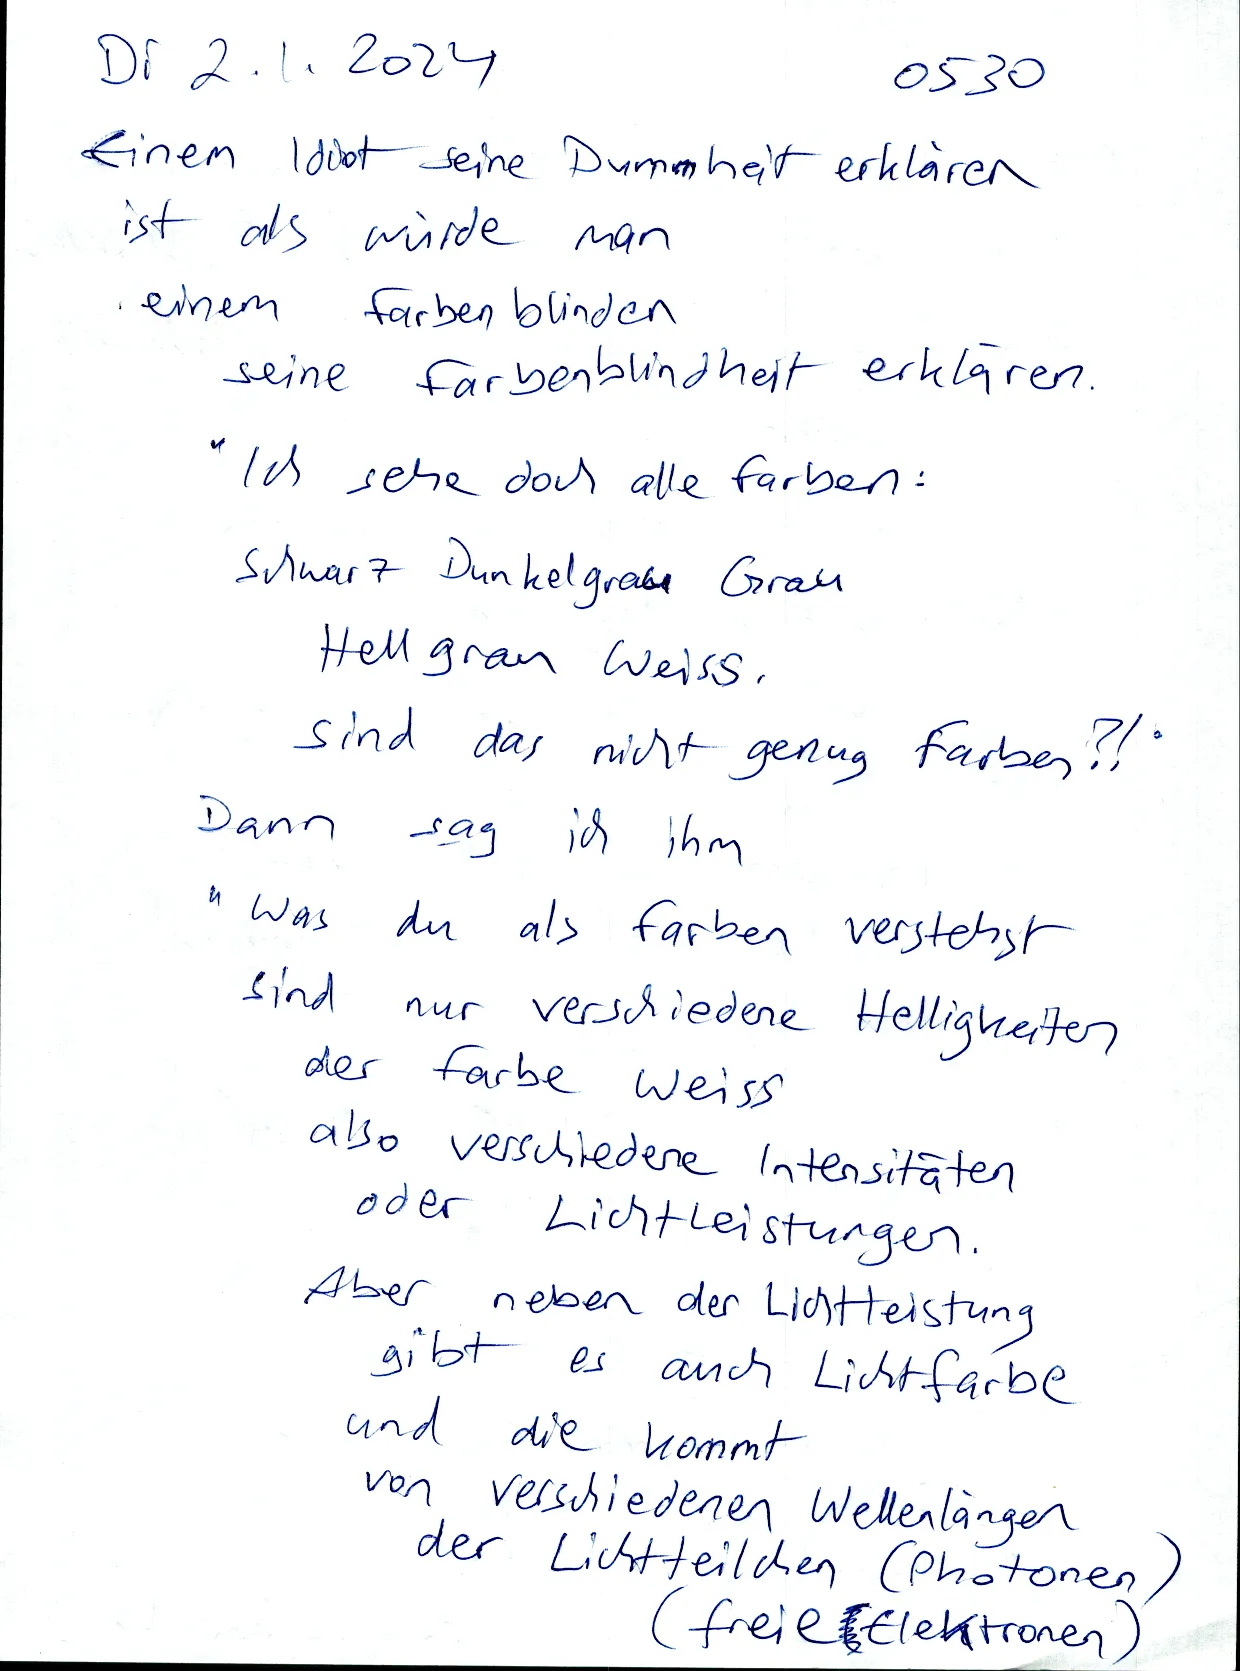 Di 2.1.2024 0530
Einem Idiot seine Dummheit erklären
ist als würde man
einem farbenblinden
seine farbenblindheit erklären.
"Ich sehe doch alle farben:
Schwarz Dunkelgrau Grau
Hellgrau Weiss.
sind das nicht genug farben?!"
Dann sag ich ihm
"Was du als farben verstehst
sind nur verschiedene Helligkeiten
der farbe weiss
also verschiedene Intensitäten
oder Lichtleistungen.
Aber neben der Lichtleistung
gibt es auch Lichtfarbe
und die kommt
von verschiedenen Wellenlängen
der Lichtteilchen (Photonen)
(freie Elektronen)